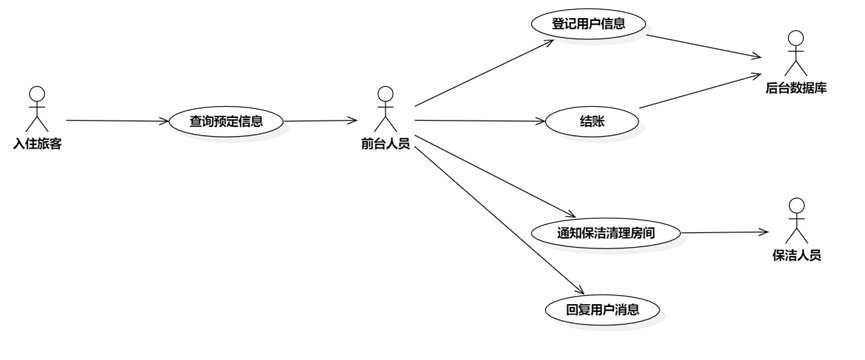 登记用户信息
后台数据库
入住旅客
查询预定信息
前台人员
结账
通知保洁清理房间
保洁人员
回复用户消息